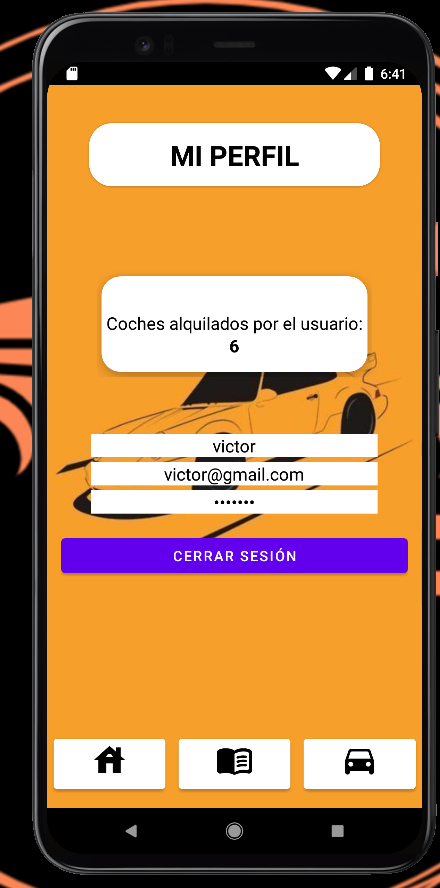 6:41
MI PERFIL
Coches alquilados por el usuario:
6
victor
victor@gmail.com
•••••••
CERRAR SESIÓN